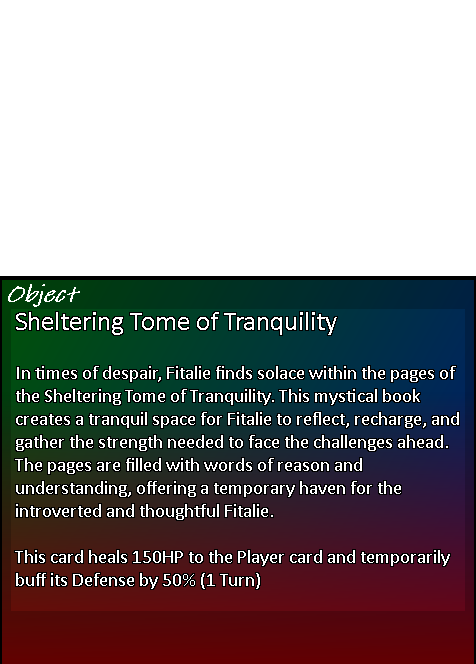 Object
Sheltering Tome of Tranquility
In times of despair, Fitalie finds solace within the pages of
the Sheltering Tome of Tranquility. This mystical book
creates a tranquil space for Fitalie to reflect, recharge, and
gather the strength needed to face the challenges ahead.
The pages are filled with words of reason and
understanding, offering a temporary haven for the
introverted and thoughtful Fitalie.
This card heals 150HP to the Player card and temporarily
buff its Defense by 50% (1 Turn)